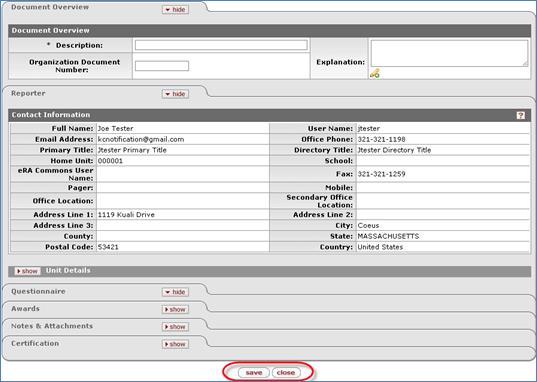 Document Overview hide
Document Overview
* Description: Explanation:
Organization Document Number:
Reporter hide
Contact Information ?
Full Name: Joe Tester User Name: jtester
Email Address: kcnotification@gmail.com Office Phone: 321-321-1198
Primary Title: Jtester Primary Title Directory Title: Jtester Directory Title
Home Unit: 000001 School:
eRA Commons User Name: Fax: 321-321-1259
Pager: Mobile:
Office Location: Secondary Office Location:
Address Line 1: 1119 Kuali Drive Address Line 2:
Address Line 3: City: Coeus
County: State: MASSACHUSETTS
Postal Code: 53421 Country: United States
show Unit Details
Questionnaire hide
Awards show
Notes & Attachments show
Certification show
save close